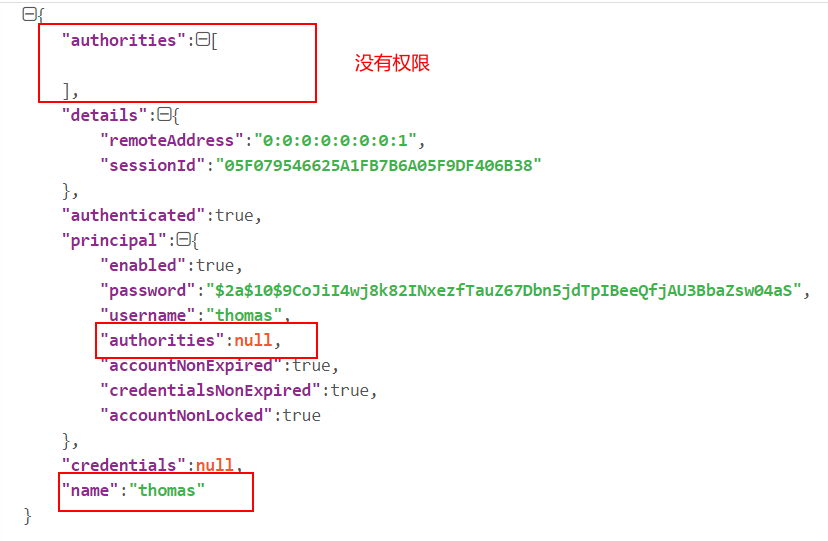 {
"authorities":[
没有权限
],
"details":{
"remoteAddress":"0:0:0:0:0:0:0:1",
"sessionId":"05F079546625A1FB7B6A05F9DF406B38"
},
"authenticated":true,
"principal":{
"enabled":true,
"password":"$2a$10$9CoJiI4wj8k82INxezfTauZ67Dbn5jdTpIBeeQfjAU3BbaZsw04aS",
"username":"thomas",
"authorities":null,
"accountNonExpired":true,
"credentialsNonExpired":true,
"accountNonLocked":true
},
"credentials":null,
"name":"thomas"
}